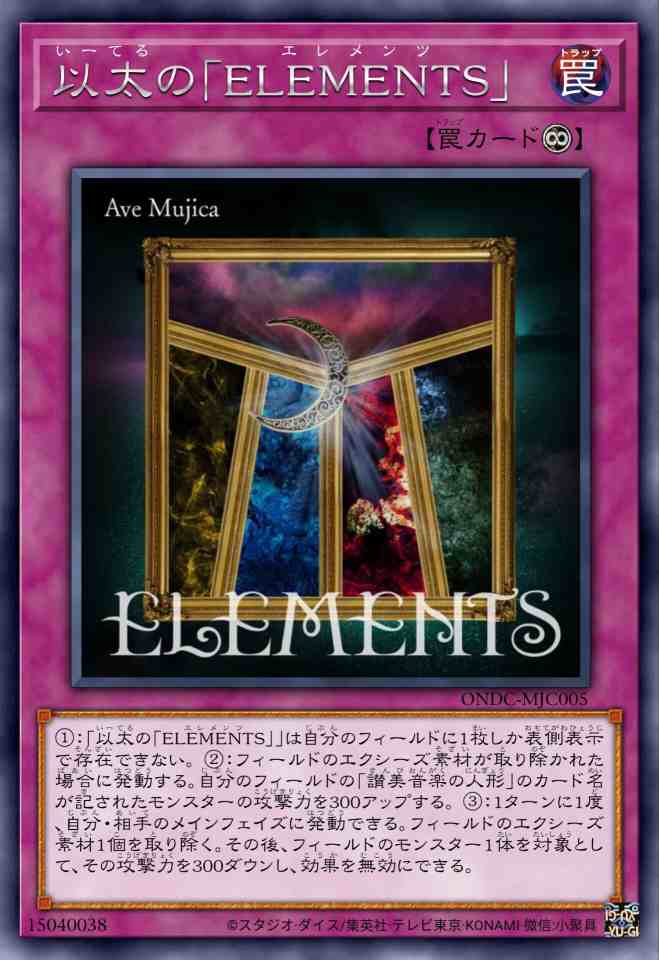 いーてる エレメンツ トラップ
以太の「ELEMENTS」 罠
トラップ
【罠カード】
Ave Mujica
ELEMENTS
ONDC-MJC005
①:「以太の「ELEMENTS」」は自分のフィールドに1枚しか表側表示
で存在できない。②:フィールドのエクシーズ素材が取り除かれた
場合に発動する。自分のフィールドの「讃美音楽の人形」のカード名
が記されたモンスターの攻撃力を300アップする。③:1ターンに1度
、自分・相手のメインフェイズに発動できる。フィールドのエクシーズ
素材1個を取り除く。その後、フィールドのモンスター1体を対象とし
て、その攻撃力を300ダウンし、効果を無効にできる。
15040038 ©スタジオ・ダイス/集英社・テレビ東京・KONAMI 微信:小聚具